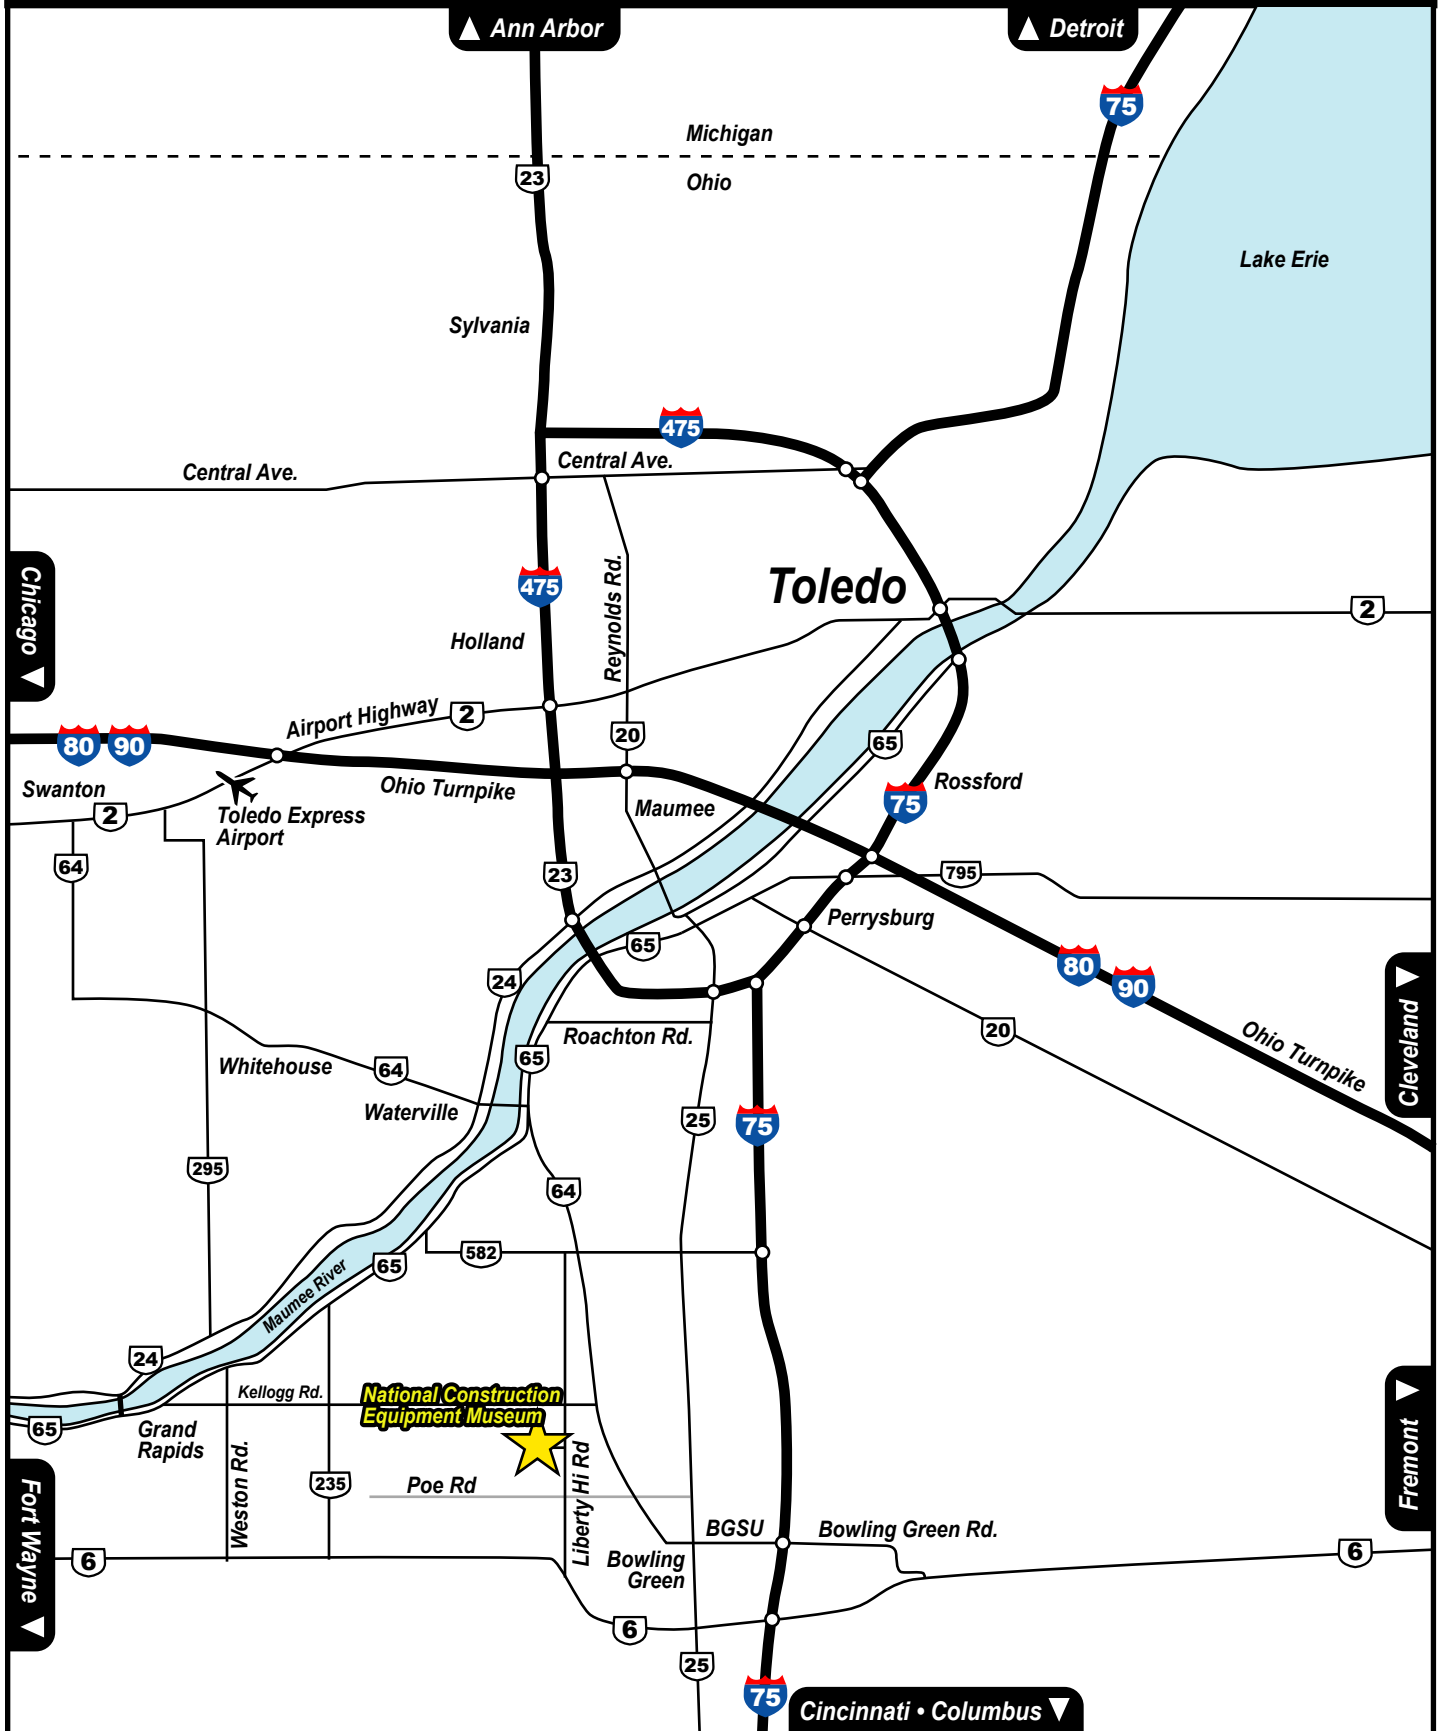 Ann Arbor
Detroit
75
Michigan
23
Ohio
Lake Erie
Sylvania
475
Central Ave.
Central Ave.
Chicago
475
Reynolds Rd.
Toledo
2
Holland
Airport Highway
2
20
65
80
90
Swanton
2
Ohio Turnpike
Toledo Express
Airport
Maumee
Rossford
75
64
23
795
Perrysburg
65
24
80
90
Cleveland
Roachton Rd.
20
Ohio Turnpike
65
Whitehouse
64
Waterville
25
75
295
64
582
65
Maumee River
24
Kellogg Rd.
National Construction
Equipment Museum
65
Grand
Rapids
Weston Rd.
235
Poe Rd
Liberty Hi Rd
Fremont
Fort Wayne
BGSU
Bowling Green Rd.
6
Bowling
Green
6
6
25
75
Cincinnati • Columbus